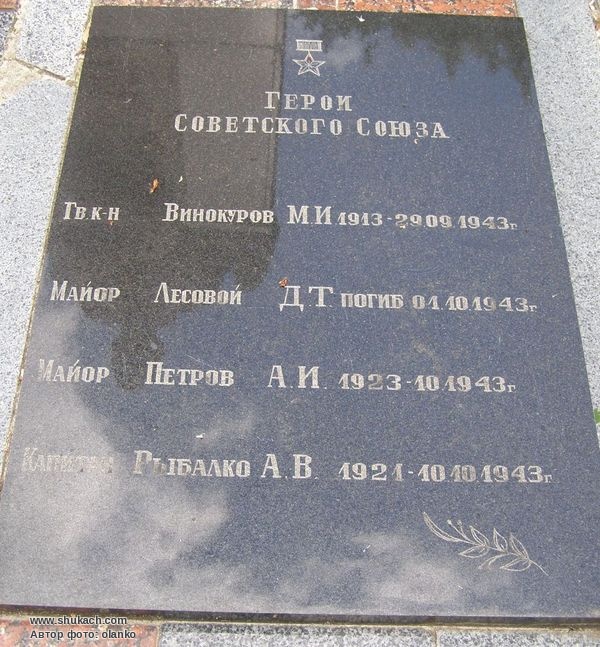 Герои
Советского Союза
Гв.к-н Винокуров М.И 1913-29.09.1943г
Майор Лесовой Д.Т. погиб 01.10.1943г
Майор Петров А.И. 1923-10.1943г.
Капитан Рыбалко А.В. 1921-10.10.1943г
www.shukach.com
Автор фото: olanko